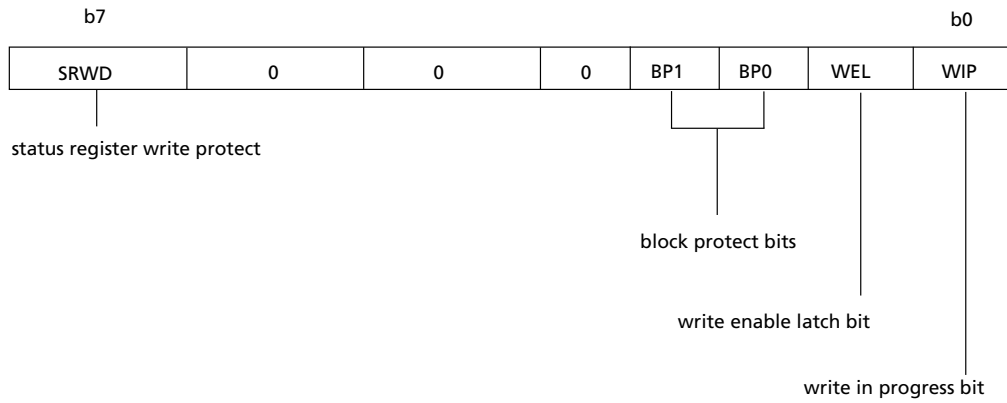 b7 b0
SRWD 0 0 0 BP1 BP0 WEL WIP
status register write protect
block protect bits
write enable latch bit
write in progress bit